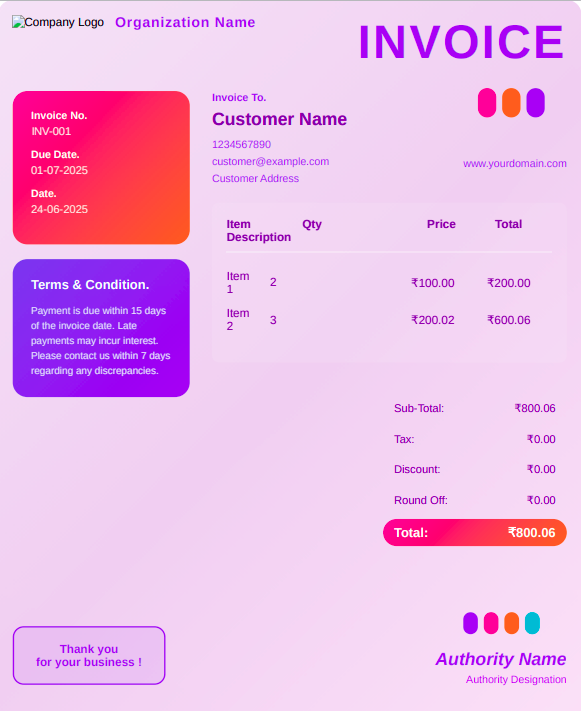 Company Logo
Organization Name
INVOICE
Invoice No.
INV-001
Due Date.
01-07-2025
Date.
24-06-2025
Terms & Condition.
Payment is due within 15 days
of the invoice date. Late
payments may incur interest.
Please contact us within 7 days
regarding any discrepancies.
Invoice To.
Customer Name
1234567890
customer@example.com
Customer Address
www.yourdomain.com
Item Description Qty Price Total
Item 1 2 ₹100.00 ₹200.00
Item 2 3 ₹200.02 ₹600.06
Sub-Total: ₹800.06
Tax: ₹0.00
Discount: ₹0.00
Round Off: ₹0.00
Total: ₹800.06
Thank you
for your business !
Authority Name
Authority Designation